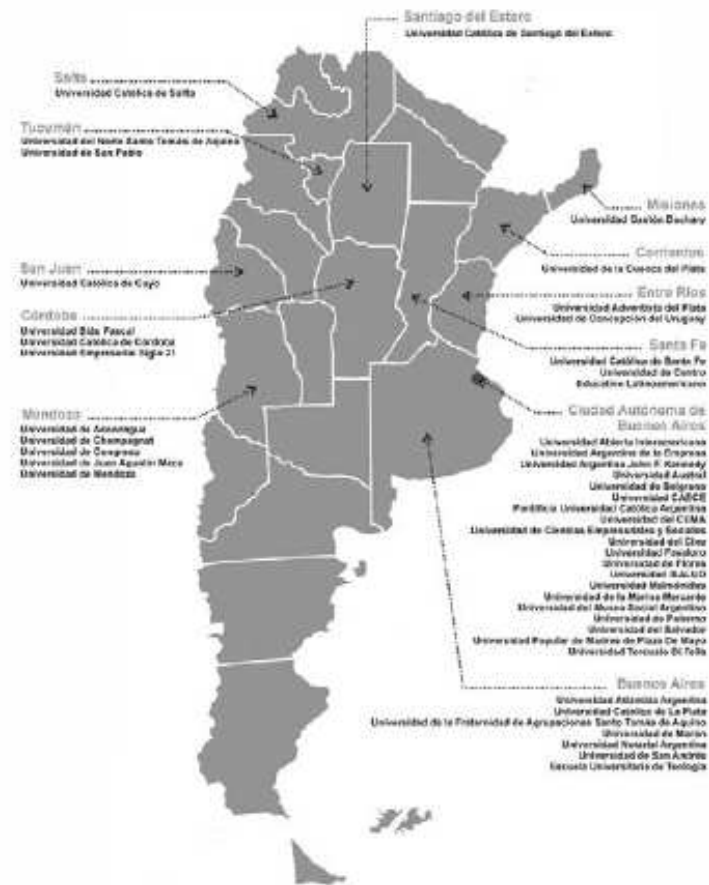 Santiago del Estero
Universidad Católica de Santiago del Estero
Salta
Universidad Católica de Salta
Tucumán
Universidad del Norte Santo Tomás de Aquino
Universidad de San Pablo
Misiones
Universidad Gastón Dachary
Corrientes
Universidad de la Cuenca del Plata
San Juan
Universidad Católica de Cuyo
Entre Ríos
Universidad Adventista del Plata
Universidad de Concepción del Uruguay
Córdoba
Universidad Blas Pascal
Universidad Católica de Córdoba
Universidad Empresarial Siglo 21
Santa Fe
Universidad Católica de Santa Fe
Universidad de Centro
Educativo Latinoamericano
Mendoza
Universidad de Aconcagua
Universidad de Champagnat
Universidad de Congreso
Universidad de Juan Agustín Maza
Universidad de Mendoza
Ciudad Autónoma de
Buenos Aires
Universidad Abierta Interamericana
Universidad Argentina de la Empresa
Universidad Argentina John F. Kennedy
Universidad Austral
Universidad de Belgrano
Universidad CAECE
Pontificia Universidad Católica Argentina
Universidad del CEMA
Universidad de Ciencias Empresariales y Sociales
Universidad del Cine
Universidad Favaloro
Universidad de Flores
Universidad ISALUD
Universidad Maimónides
Universidad de la Marina Mercante
Universidad del Museo Social Argentino
Universidad de Palermo
Universidad del Salvador
Universidad Popular de Madres de Plaza De Mayo
Universidad Torcuato Di Tella
Buenos Aires
Universidad Atlántida Argentina
Universidad Católica de La Plata
Universidad de la Fraternidad de Agrupaciones Santo Tomás de Aquino
Universidad de Morón
Universidad Notarial Argentina
Universidad de San Andrés
Escuela Universitaria de Teología